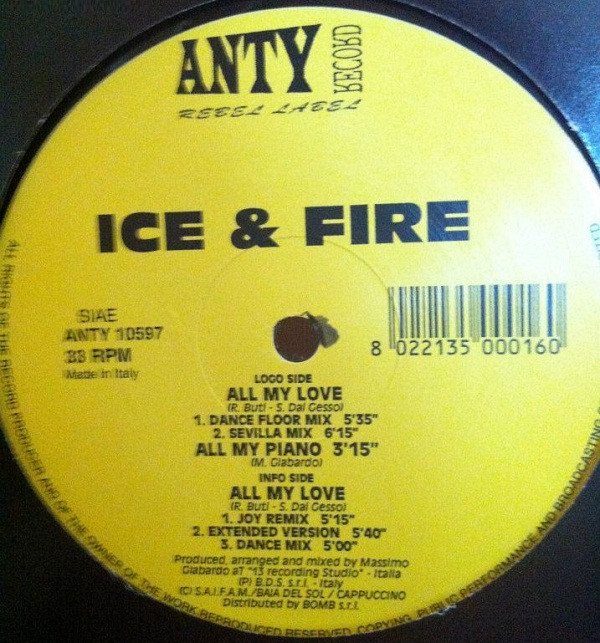 ANTY RECORD
REBEL LABEL
ICE & FIRE
SIAE
ANTY 10597
33 RPM
Made in Italy
8 022135 000160
LOGO SIDE
ALL MY LOVE
(R. Buti - S. Dal Gesso)
1. DANCE FLOOR MIX 5'35"
2. SEVILLA MIX 6'15"
ALL MY PIANO 3'15"
(M. Glabardo)
INFO SIDE
ALL MY LOVE
(R. Buti - S. Dal Gesso)
1. JOY REMIX 5'15"
2. EXTENDED VERSION 5'40"
3. DANCE MIX 5'00"
Produced, arranged and mixed by Massimo
Glabardo aT "13 recording Studio" - Italia
(P) B.D.S. s.r.l. - Italy
(C) S.A.I.F.A.M./BAIA DEL SOL / CAPPUCCINO
Distributed by BOMB s.r.l.
ALL RIGHTS OF THE RECORD PRODUCER AND OF THE OWNER OF THE WORK REPRODUCED RESERVED. COPYING, PUBLIC PERFORMANCE AND BROADCASTING